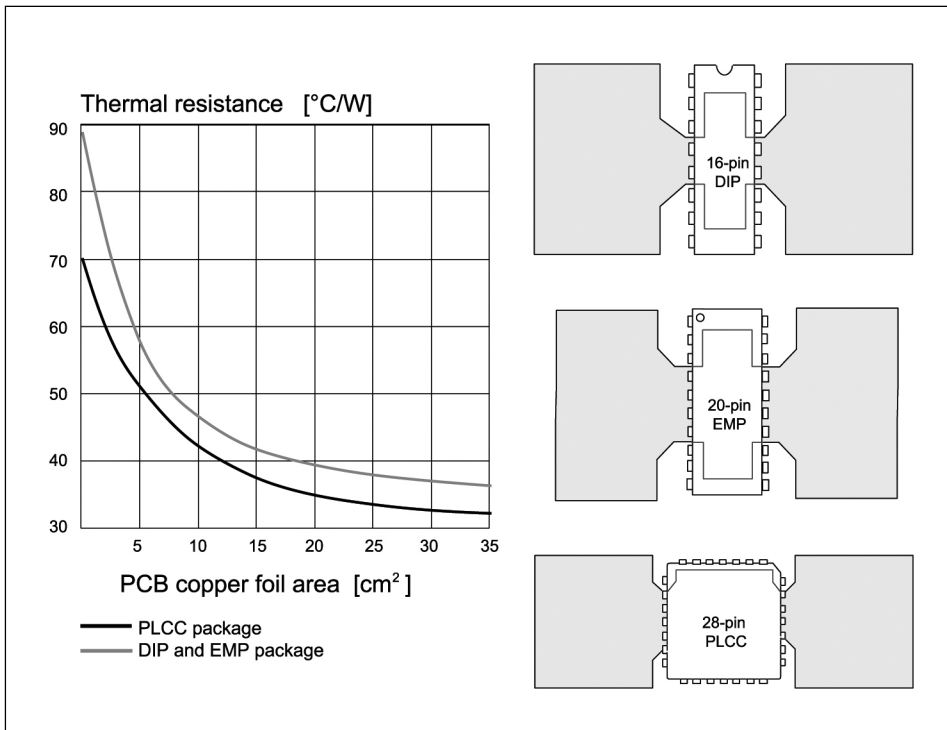 Thermal resistance [°C/W]
90
80
70
60
50
40
30
5 10 15 20 25 30 35
PCB copper foil area [cm²]
PLCC package
DIP and EMP package
16-pin
DIP
20-pin
EMP
28-pin
PLCC